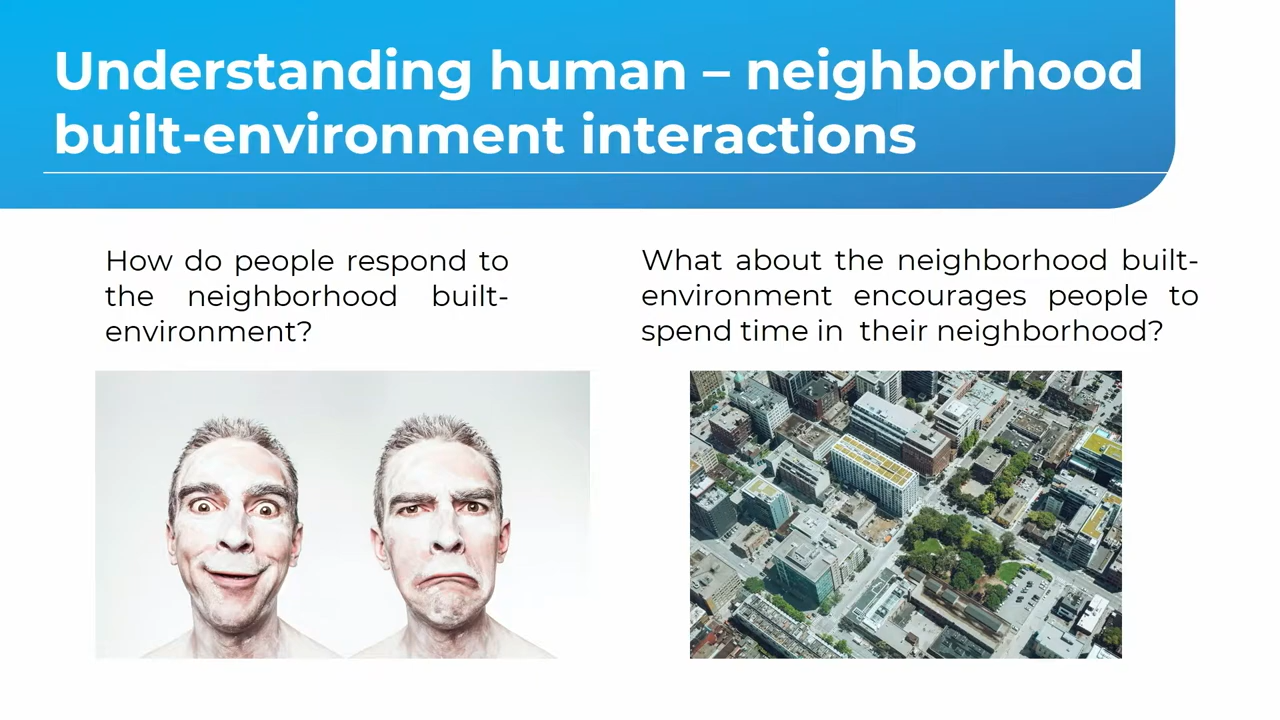 Understanding human – neighborhood
built-environment interactions
How do people respond to
the neighborhood built-
environment?
What about the neighborhood built-
environment encourages people to
spend time in their neighborhood?